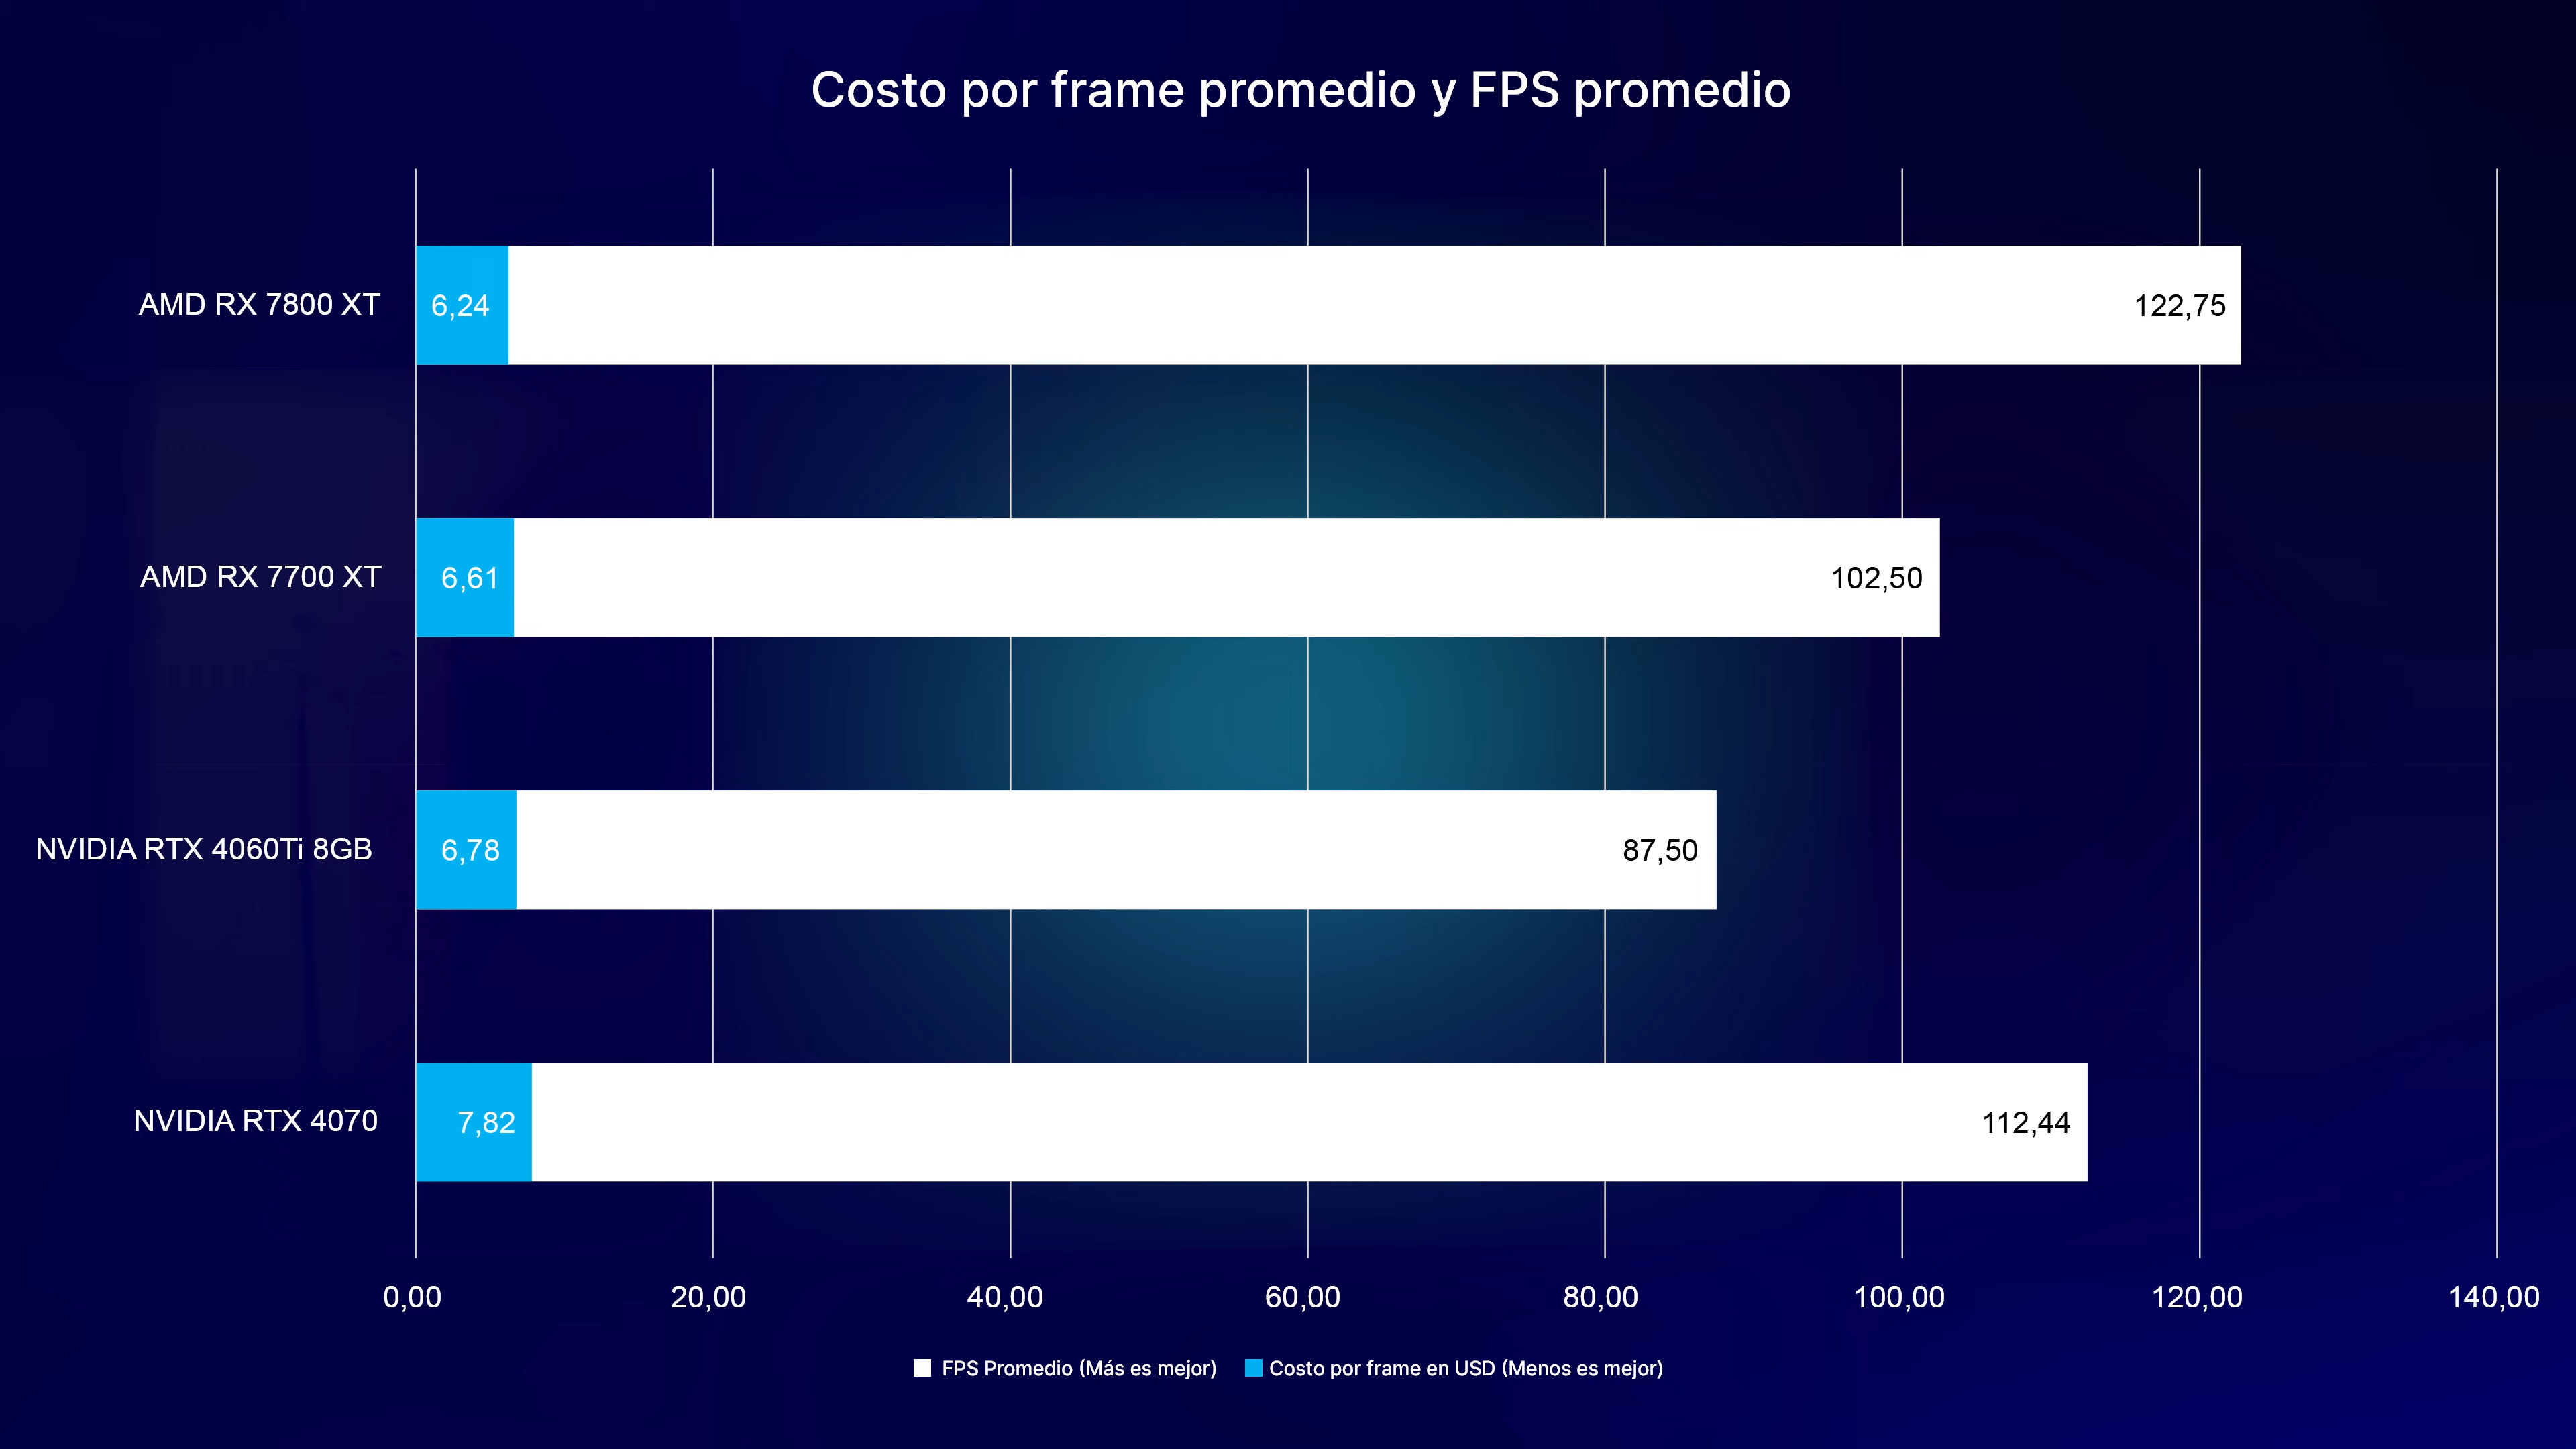 Costo por frame promedio y FPS promedio
AMD RX 7800 XT 6,24 122,75
AMD RX 7700 XT 6,61 102,50
NVIDIA RTX 4060Ti 8GB 6,78 87,50
NVIDIA RTX 4070 7,82 112,44
0,00 20,00 40,00 60,00 80,00 100,00 120,00 140,00
FPS Promedio (Más es mejor) Costo por frame en USD (Menos es mejor)